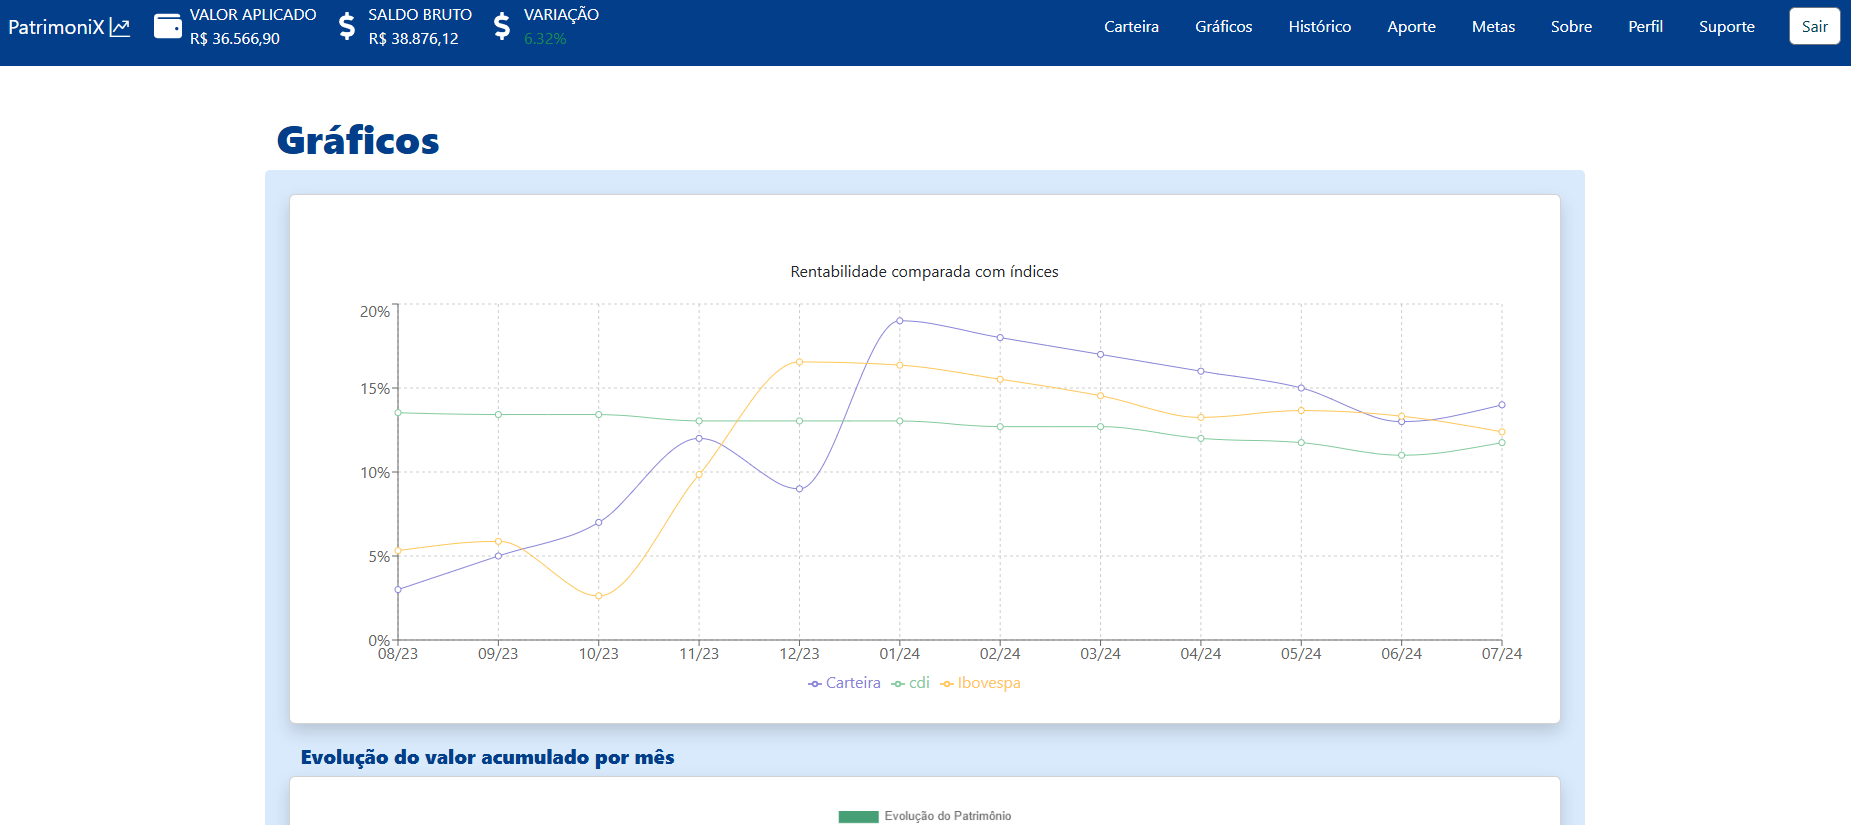 PatrimoniX
VALOR APLICADO
R$ 36.566,90
SALDO BRUTO
R$ 38.876,12
VARIAÇÃO
6.32%
Carteira Gráficos Histórico Aporte Metas Sobre Perfil Suporte Sair
Gráficos
Rentabilidade comparada com índices
20%
15%
10%
5%
0%
08/23 09/23 10/23 11/23 12/23 01/24 02/24 03/24 04/24 05/24 06/24 07/24
Carteira cdi Ibovespa
Evolução do valor acumulado por mês
Evolução do Patrimônio